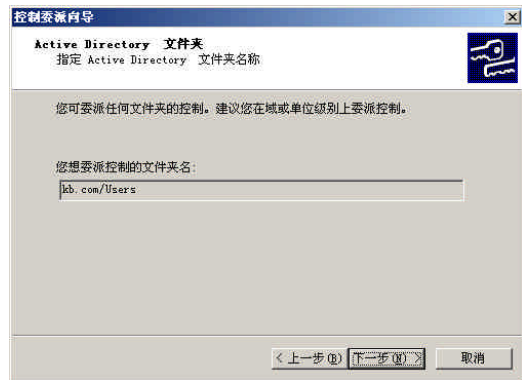 控制委派向导
Active Directory 文件夹
指定 Active Directory 文件夹名称
您可委派任何文件夹的控制。建议您在域或单位级别上委派控制。
您想委派控制的文件夹名:
kb.com/Users
< 上一步(B) 下一步(N) > 取消